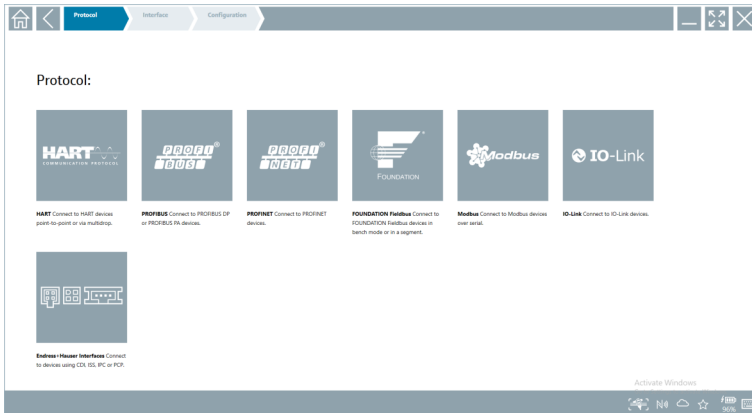 Protocol
Interface
Configuration
Protocol:
HART
COMMUNICATION PROTOCOL
PROFI®
BUS
PROFI®
NET
FOUNDATION
Modbus
IO-Link
HART Connect to HART devices
point-to-point or via multidrop.
PROFIBUS Connect to PROFIBUS DP
or PROFIBUS PA devices.
PROFINET Connect to PROFINET
devices.
FOUNDATION Fieldbus Connect to
FOUNDATION Fieldbus devices in
bench mode or in a segment.
Modbus Connect to Modbus devices
over serial.
IO-Link Connect to IO-Link devices.
Endress+Hauser Interfaces Connect
to devices using CDI, ISS, IPC or PCP.
Activate Windows
96%